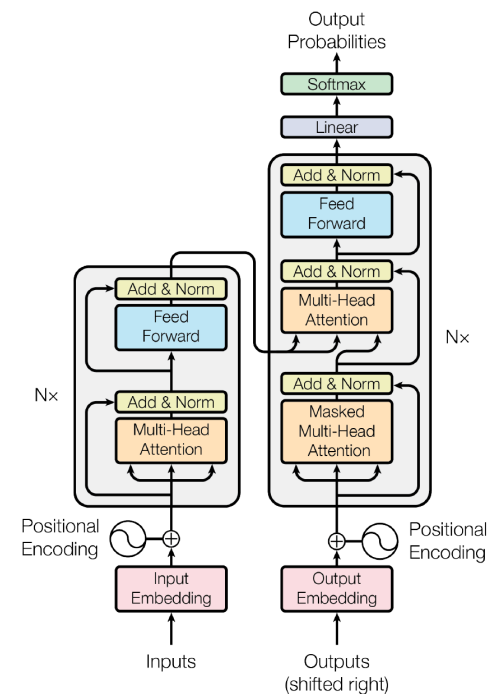 Output
Probabilities
Softmax
Linear
Add & Norm
Feed
Forward
Add & Norm
Multi-Head
Attention
Add & Norm
Masked
Multi-Head
Attention
N×
Add & Norm
Feed
Forward
Add & Norm
Multi-Head
Attention
N×
Positional
Encoding
Positional
Encoding
Input
Embedding
Output
Embedding
Inputs
Outputs
(shifted right)